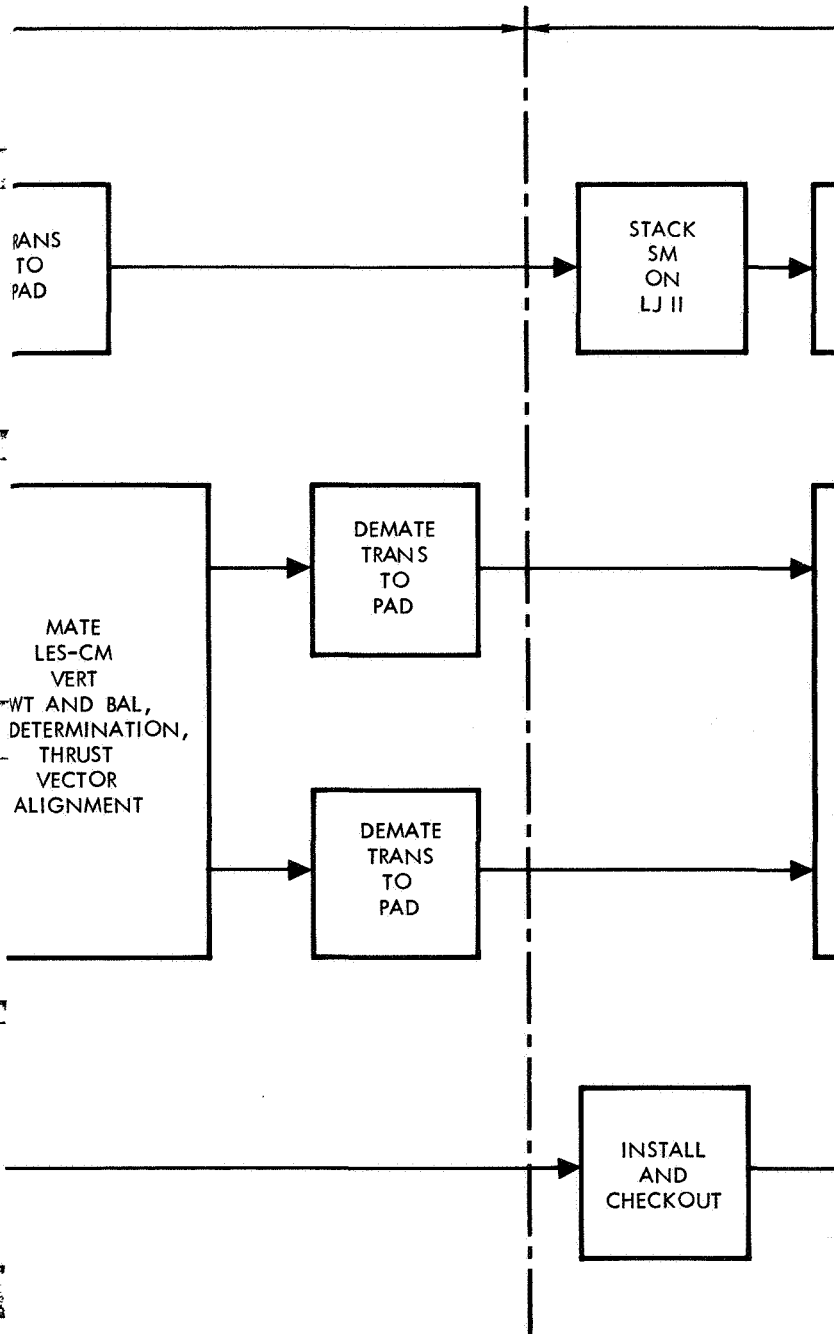 RANS
TO
PAD
STACK
SM
ON
LJ II
MATE
LES-CM
VERT
WT AND BAL,
DETERMINATION,
THRUST
VECTOR
ALIGNMENT
DEMATE
TRANS
TO
PAD
DEMATE
TRANS
TO
PAD
INSTALL
AND
CHECKOUT